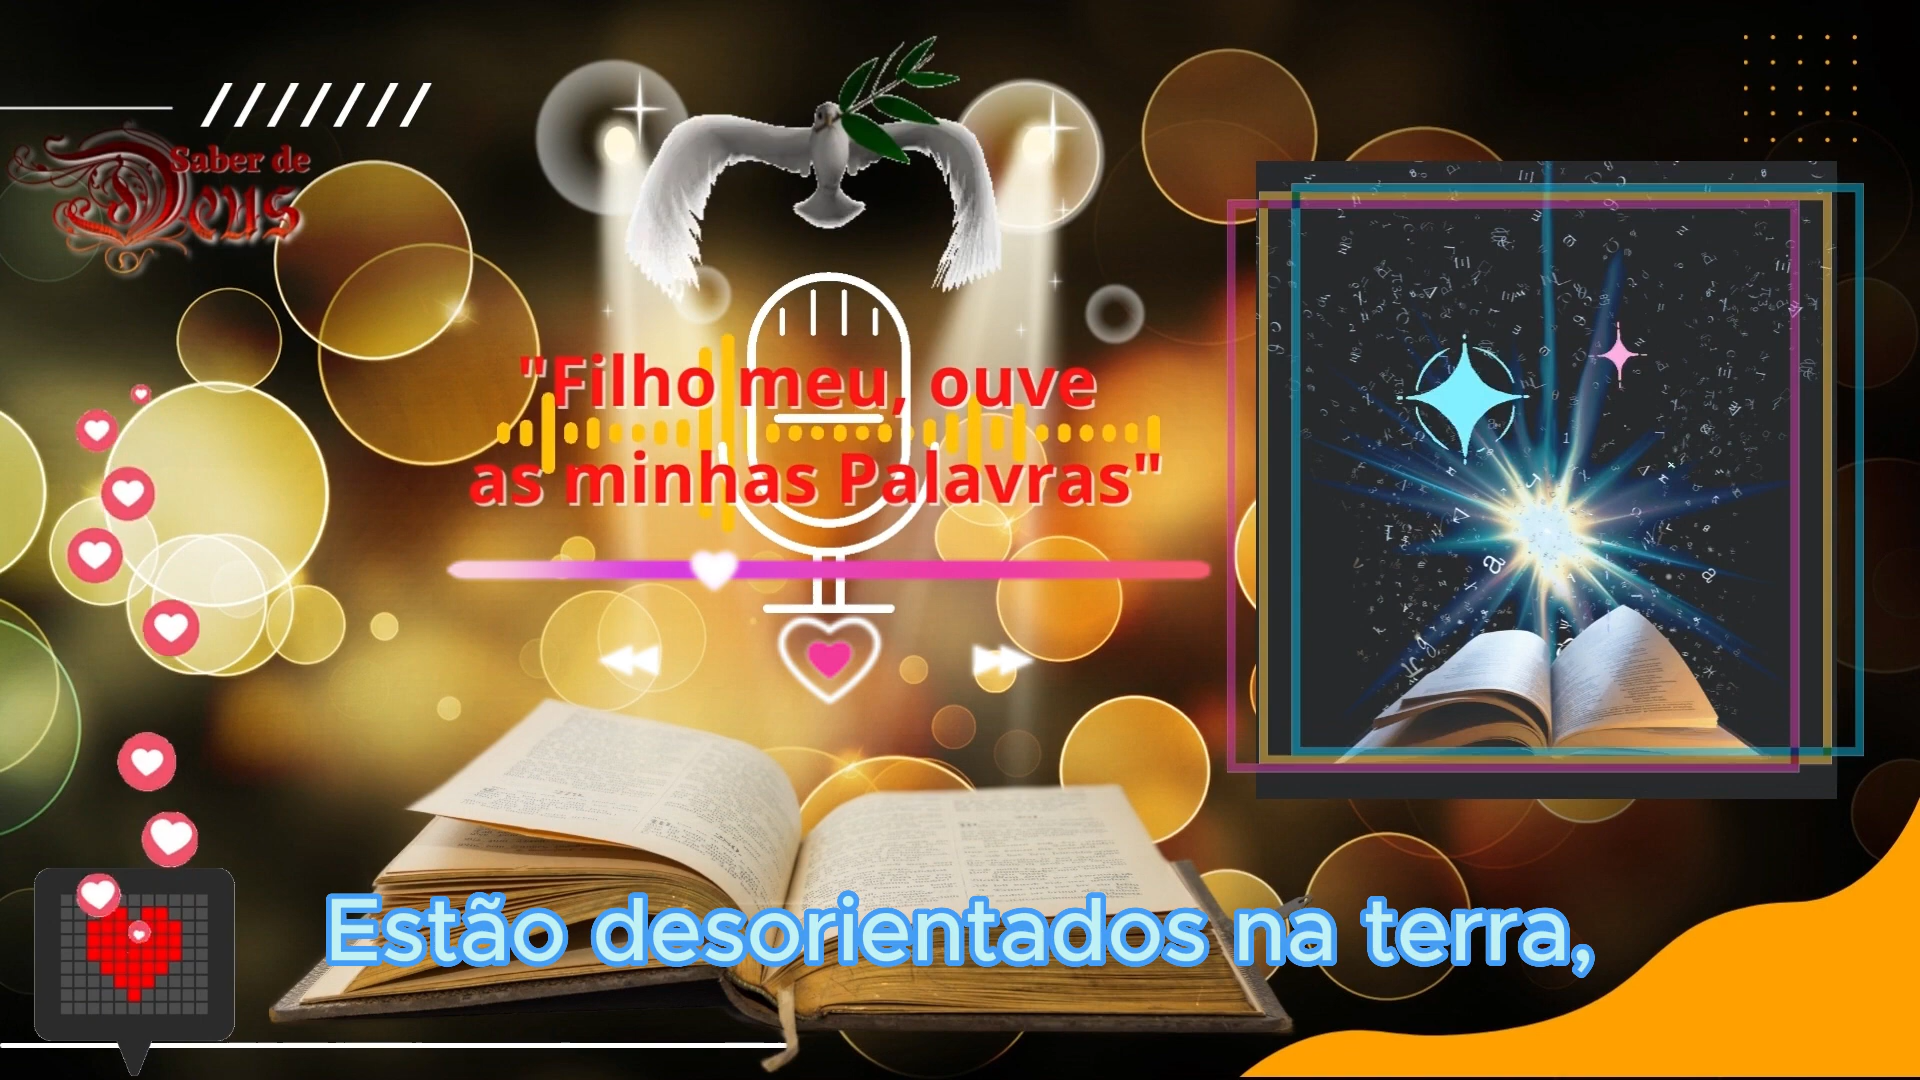 Saber de
Deus
"Filho meu, ouve
as minhas Palavras"
Estão desorientados na terra,